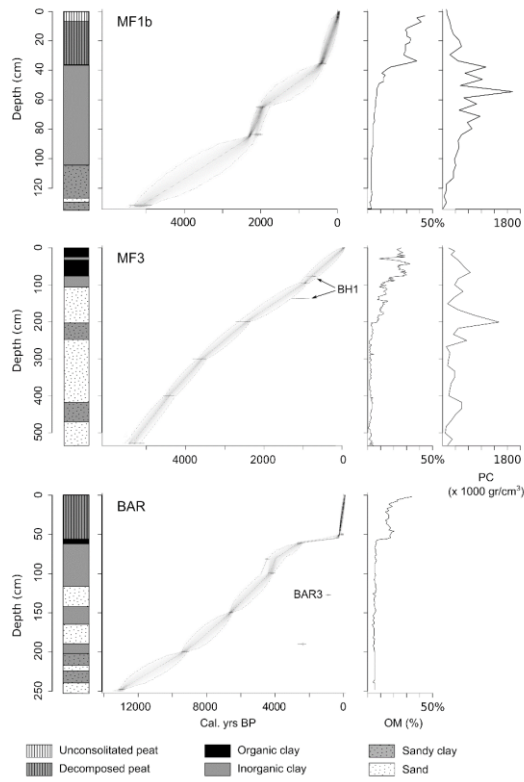 MF1b
0
20
40
60
80
100
120
Depth (cm)
4000
2000
0
50%
1800
MF3
0
100
200
300
400
500
Depth (cm)
BH1
4000
2000
0
50%
1800
PC
(x 1000 gr/cm³)
BAR
0
50
100
150
200
250
Depth (cm)
BAR3
12000
8000
4000
0
50%
Cal. yrs BP
OM (%)
Unconsolitated peat
Organic clay
Sandy clay
Decomposed peat
Inorganic clay
Sand